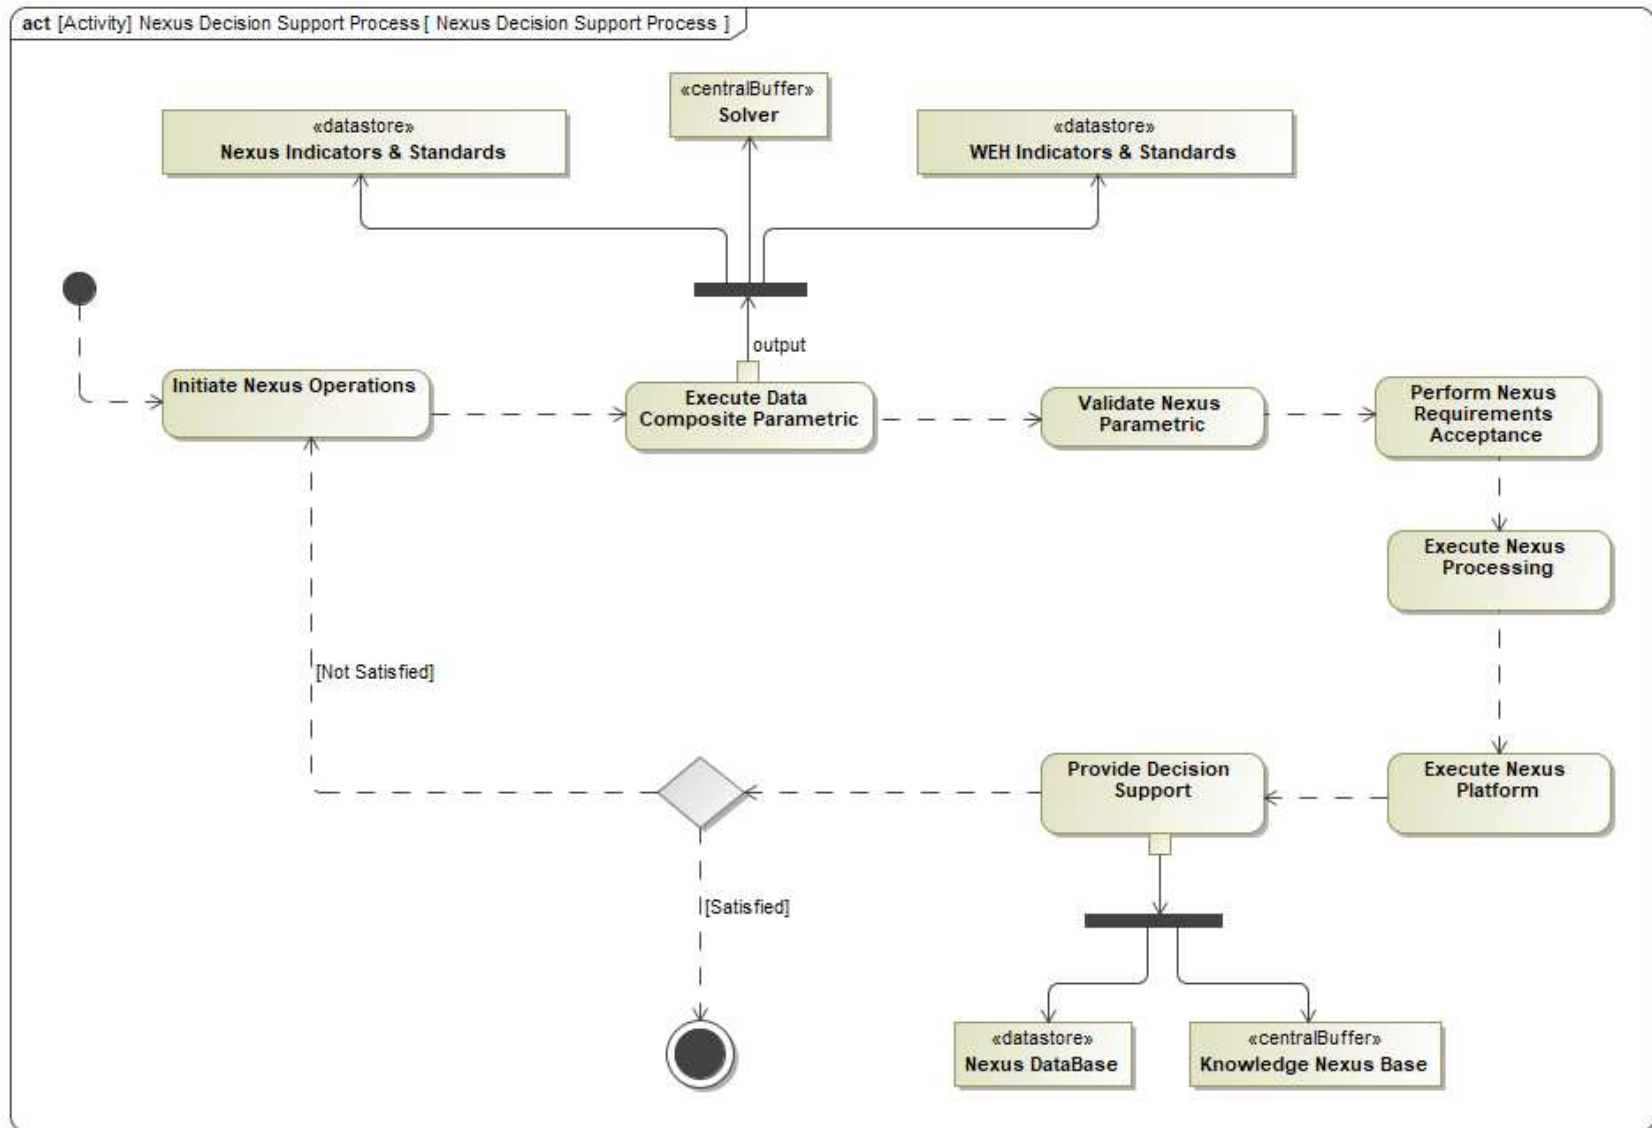 act [Activity] Nexus Decision Support Process [ Nexus Decision Support Process ]
«centralBuffer»
Solver
«datastore»
Nexus Indicators & Standards
«datastore»
WEH Indicators & Standards
output
Initiate Nexus Operations
Execute Data
Composite Parametric
Validate Nexus
Parametric
Perform Nexus
Requirements
Acceptance
Execute Nexus
Processing
[Not Satisfied]
Provide Decision
Support
Execute Nexus
Platform
[Satisfied]
«datastore»
Nexus DataBase
«centralBuffer»
Knowledge Nexus Base